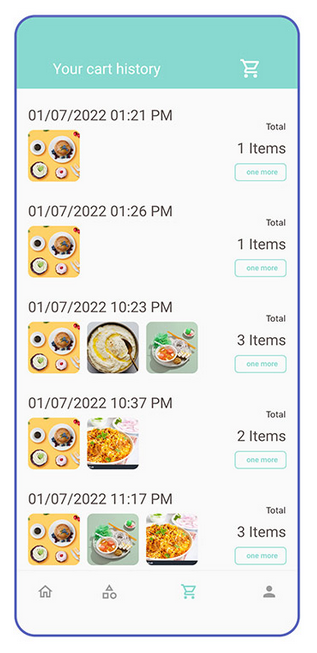 Your cart history
01/07/2022 01:21 PM
Total
1 Items
one more
01/07/2022 01:26 PM
Total
1 Items
one more
01/07/2022 10:23 PM
Total
3 Items
one more
01/07/2022 10:37 PM
Total
2 Items
one more
01/07/2022 11:17 PM
Total
3 Items
one more